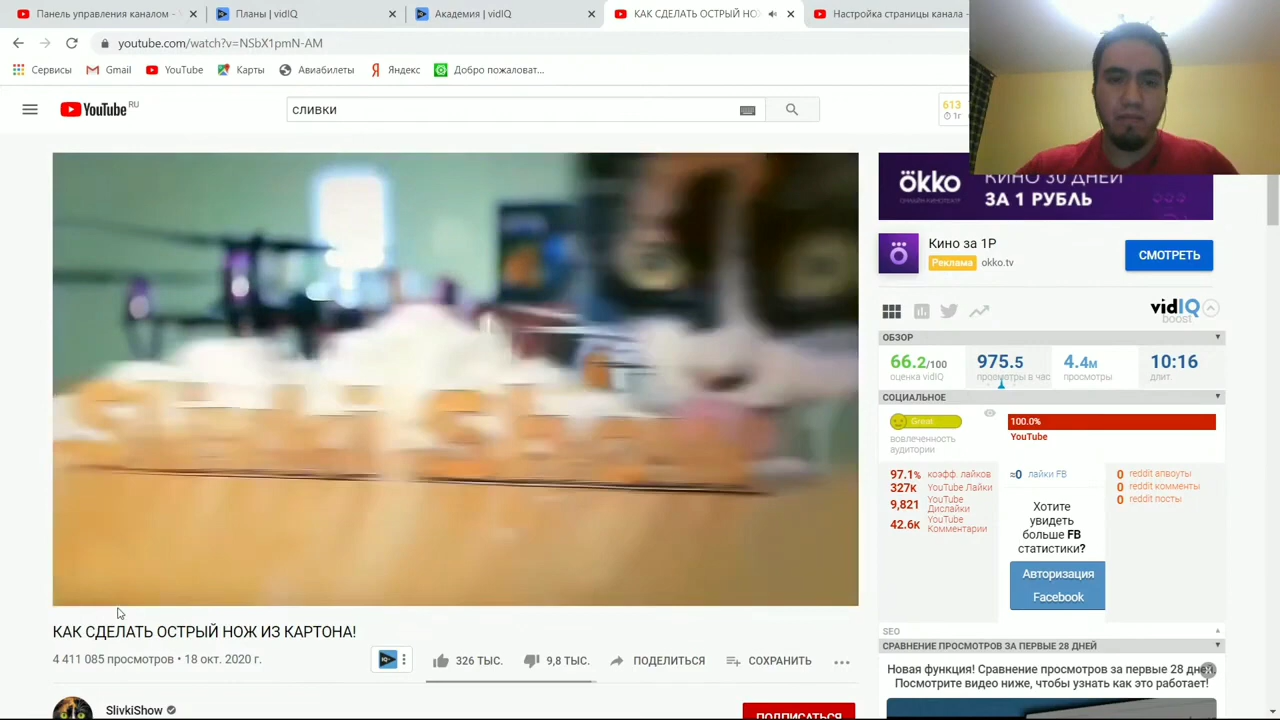 Панель управления каналом -
Планы | vidIQ
Академия | vidIQ
КАК СДЕЛАТЬ ОСТРЫЙ НОЖ
Настройка страницы канала -
youtube.com/watch?v=NSbX1pmN-AM
Сервисы
Gmail
YouTube
Карты
Авиабилеты
Яндекс
Добро пожаловат...
YouTube RU
сливки
613
1г
ökko
КИНО 30 ДНЕЙ
ЗА 1 РУБЛЬ
Кино за 1Р
Реклама okko.tv
СМОТРЕТЬ
vidIQ
boost
ОБЗОР
66.2/100
975.5
4.4м
10:16
оценка vidIQ
просмотры в час
просмотры
длит.
СОЦИАЛЬНОЕ
Great
100.0%
YouTube
вовлеченность
аудитории
97.1% коэфф. лайков
327K YouTube Лайки
9,821 YouTube
Дислайки
42.6K YouTube
Комментарии
≈0 лайки FB
Хотите
увидеть
больше FB
статистики?
Авторизация
Facebook
0 reddit апвоуты
0 reddit комменты
0 reddit посты
SEO
СРАВНЕНИЕ ПРОСМОТРОВ ЗА ПЕРВЫЕ 28 ДНЕЙ
Новая функция! Сравнение просмотров за первые 28 дней.
Посмотрите видео ниже, чтобы узнать как это работает!
КАК СДЕЛАТЬ ОСТРЫЙ НОЖ ИЗ КАРТОНА!
4 411 085 просмотров • 18 окт. 2020 г.
326 ТЫС.
9,8 ТЫС.
ПОДЕЛИТЬСЯ
СОХРАНИТЬ
SlivkiShow
ПОДПИСАТЬСЯ